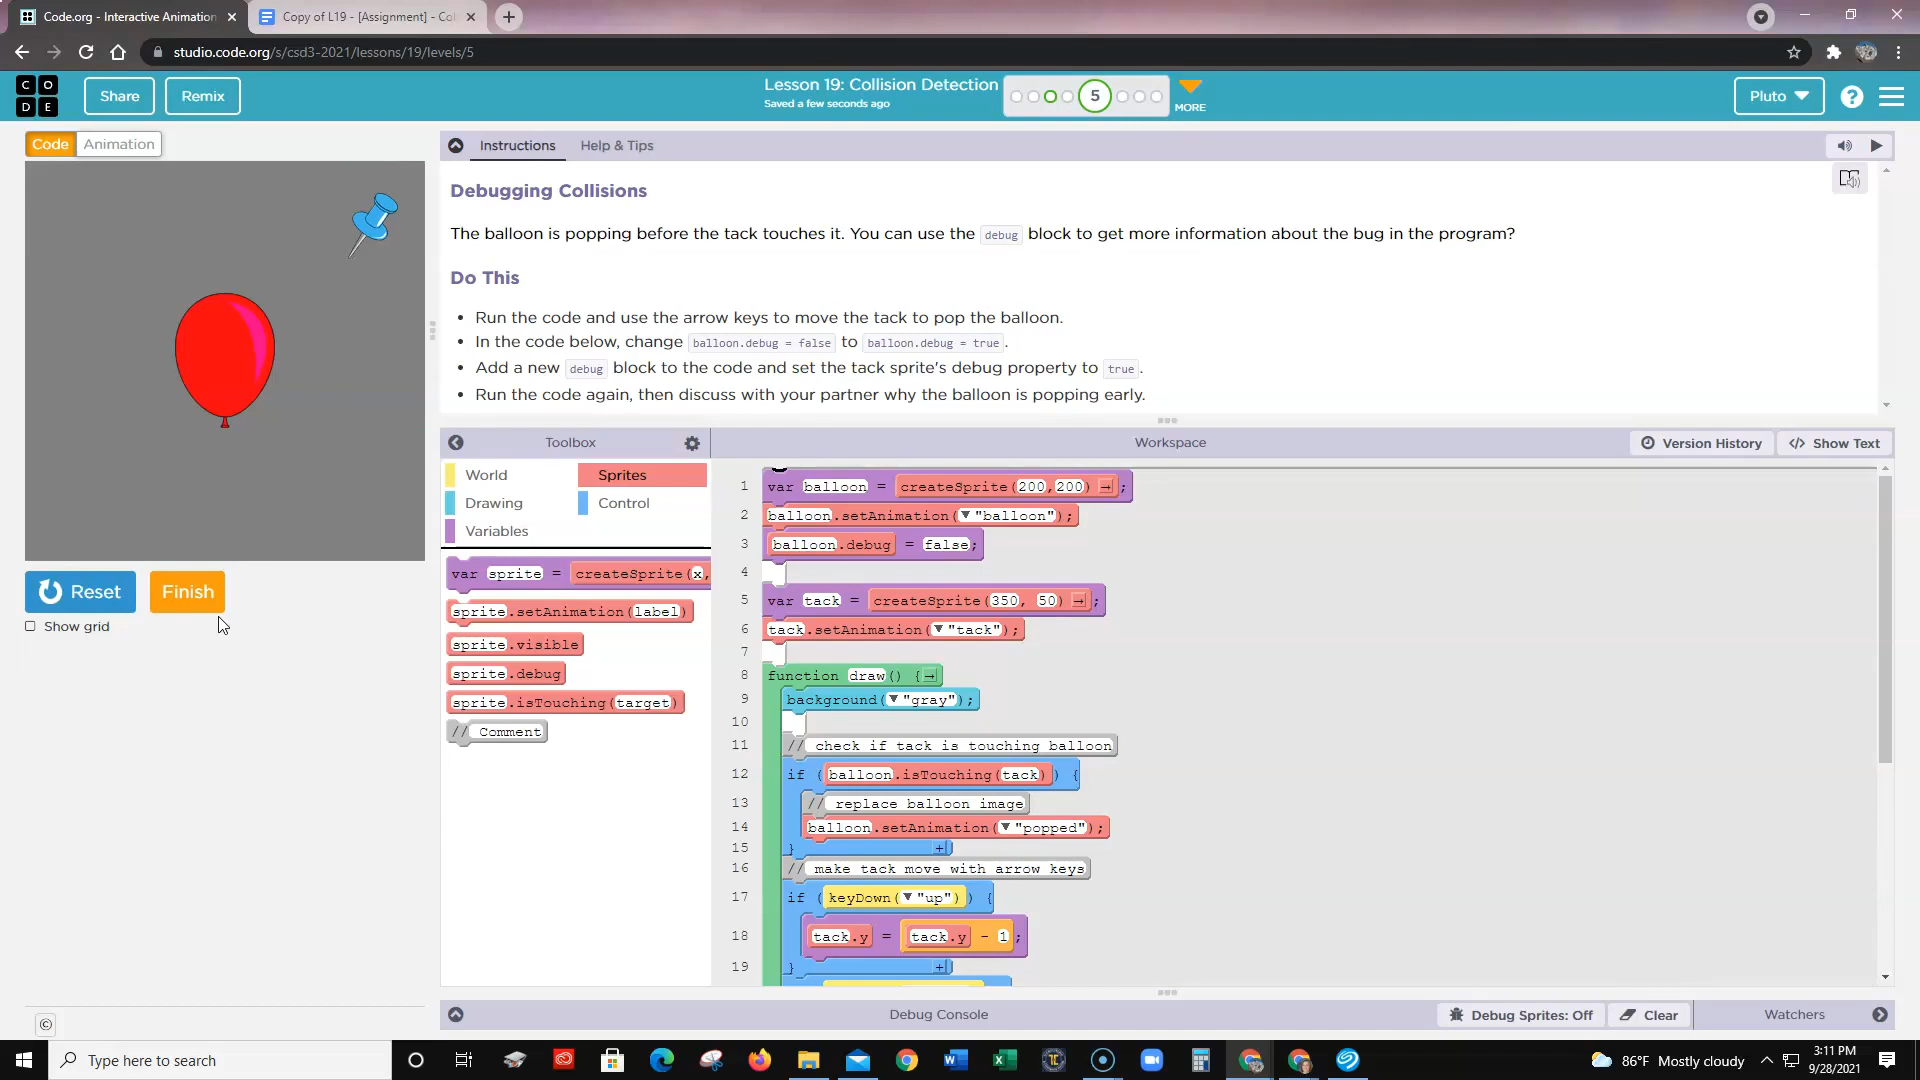 Code.org - Interactive Animation
Copy of L19 - [Assignment] - Col
studio.code.org/s/csd3-2021/lessons/19/levels/5
C O
D E
Share
Remix
Lesson 19: Collision Detection
Saved a few seconds ago
5
MORE
Pluto
?
Code
Animation
Instructions
Help & Tips
Debugging Collisions
The balloon is popping before the tack touches it. You can use the debug block to get more information about the bug in the program?
Do This
• Run the code and use the arrow keys to move the tack to pop the balloon.
• In the code below, change balloon.debug = false to balloon.debug = true.
• Add a new debug block to the code and set the tack sprite's debug property to true.
• Run the code again, then discuss with your partner why the balloon is popping early.
Toolbox
Workspace
Version History
</> Show Text
World
Sprites
Drawing
Control
Variables
var sprite = createSprite(x,
sprite.setAnimation(label)
sprite.visible
sprite.debug
sprite.isTouching(target)
// Comment
1 var balloon = createSprite(200,200) → ;
2 balloon.setAnimation(▼ "balloon");
3 balloon.debug = false;
4
5 var tack = createSprite(350, 50) → ;
6 tack.setAnimation(▼ "tack");
7
8 function draw() { →
9 background(▼ "gray");
10
11 // check if tack is touching balloon
12 if (balloon.isTouching(tack)) {
13 // replace balloon image
14 balloon.setAnimation(▼ "popped");
15 } +
16 // make tack move with arrow keys
17 if (keyDown(▼ "up")) {
18 tack.y = tack.y - 1;
19 } +
Reset
Finish
Show grid
©
Debug Console
Debug Sprites: Off
Clear
Watchers
Type here to search
86°F Mostly cloudy
3:11 PM
9/28/2021